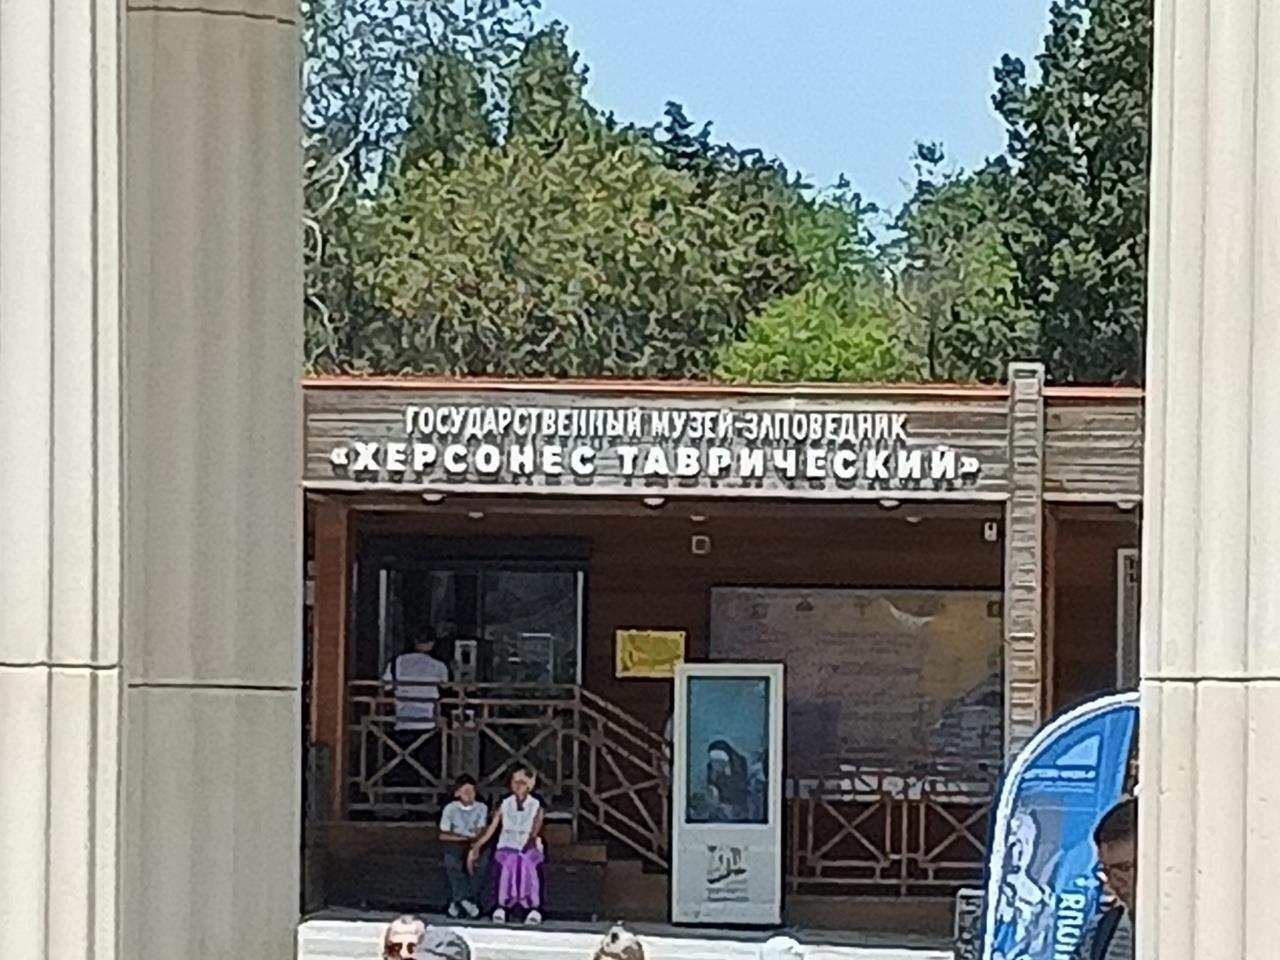 ГОСУДАРСТВЕННЫЙ МУЗЕЙ-ЗАПОВЕДНИК
«ХЕРСОНЕС ТАВРИЧЕСКИЙ»